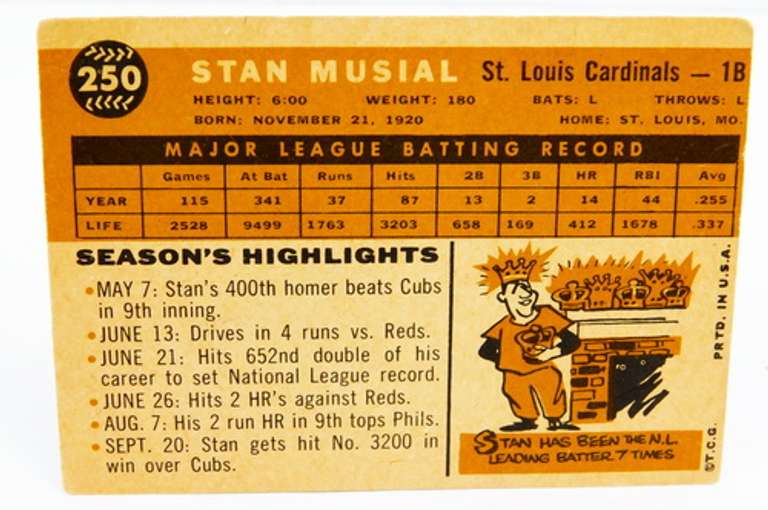 250
STAN MUSIAL St. Louis Cardinals — 1B
HEIGHT: 6:00 WEIGHT: 180 BATS: L THROWS: L
BORN: NOVEMBER 21, 1920 HOME: ST. LOUIS, MO.
MAJOR LEAGUE BATTING RECORD
Games At Bat Runs Hits 2B 3B HR RBI Avg
YEAR 115 341 37 87 13 2 14 44 .255
LIFE 2528 9499 1763 3203 658 169 412 1678 .337
SEASON'S HIGHLIGHTS
• MAY 7: Stan's 400th homer beats Cubs
in 9th inning.
• JUNE 13: Drives in 4 runs vs. Reds.
• JUNE 21: Hits 652nd double of his
career to set National League record.
• JUNE 26: Hits 2 HR's against Reds.
• AUG. 7: His 2 run HR in 9th tops Phils.
• SEPT. 20: Stan gets hit No. 3200 in
win over Cubs.
STAN HAS BEEN THE N.L.
LEADING BATTER 7 TIMES
©T.C.G. PRTD. IN U.S.A.